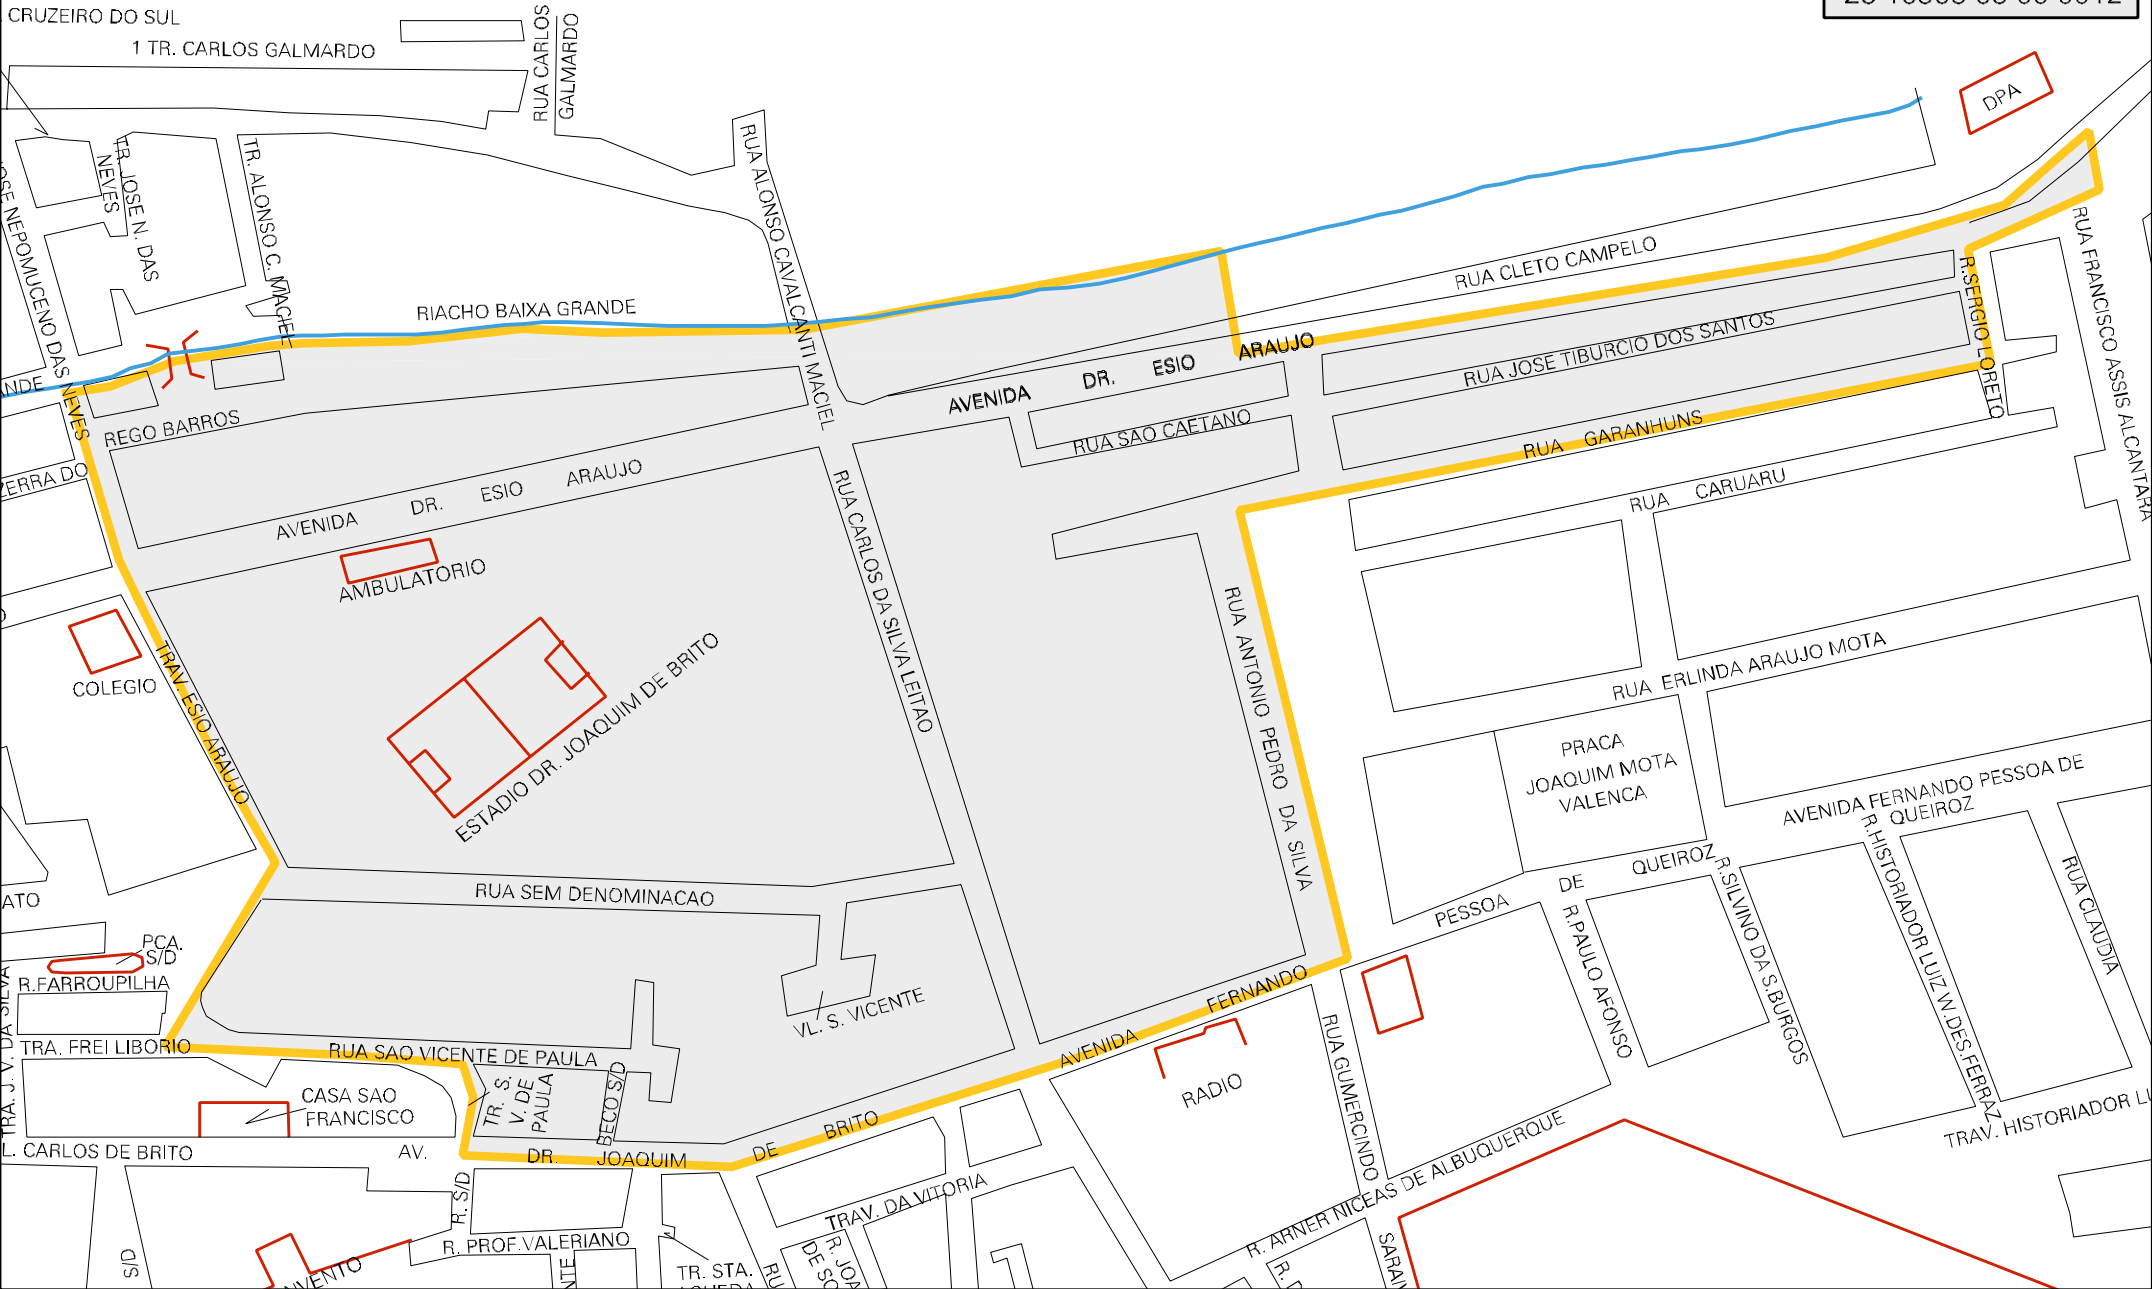 CRUZEIRO DO SUL
1 TR. CARLOS GALMARDO
RUA CARLOS
GALMARDO
DPA
TR. JOSE N. DAS
NEVES
TR. ALONSO C. MACIEL
RUA ALONSO CAVALCANTI MACIEL
NEPOMUCENO DAS NEVES
RIACHO BAIXA GRANDE
RUA CLETO CAMPELO
R.SERGIO LORETO
RUA FRANCISCO ASSIS ALCANTARA
AVENIDA DR. ESIO ARAUJO
RUA JOSE TIBURCIO DOS SANTOS
REGO BARROS
RUA SAO CAETANO
RUA GARANHUNS
AVENIDA DR. ESIO ARAUJO
RUA CARUARU
AMBULATORIO
RUA CARLOS DA SILVA LEITAO
RUA ANTONIO PEDRO DA SILVA
COLEGIO
TRAV. ESIO ARAUJO
ESTADIO DR. JOAQUIM DE BRITO
RUA ERLINDA ARAUJO MOTA
PRACA
JOAQUIM MOTA
VALENCA
AVENIDA FERNANDO PESSOA DE
QUEIROZ
RUA SEM DENOMINACAO
PCA.
S/D
R.FARROUPILHA
VL. S. VICENTE
AVENIDA FERNANDO PESSOA DE QUEIROZ
R.PAULO AFONSO
R.SILVINO DA S.BURGOS
R.HISTORIADOR LUIZ W.DES.FERRAZ
RUA CLAUDIA
TRA. J. V. DA SILVA
TRA. FREI LIBORIO
RUA SAO VICENTE DE PAULA
TR. S.
V. DE
PAULA
BECO S/D
CASA SAO
FRANCISCO
RADIO
RUA GUMERCINDO
CARLOS DE BRITO
AV. DR. JOAQUIM DE BRITO
TRAV. HISTORIADOR
R. S/D
TRAV. DA VITORIA
R. ARNER NICEAS DE ALBUQUERQUE
R. PROF.VALERIANO
S/D
TR. STA.